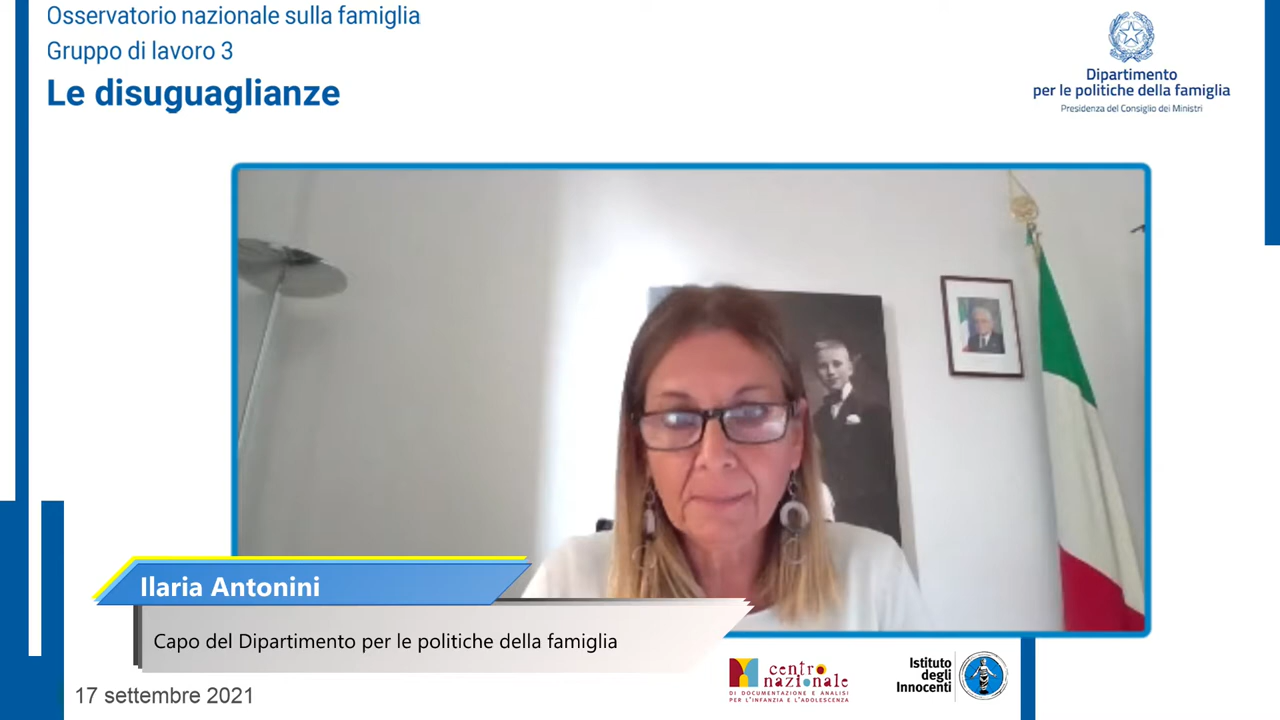 Osservatorio nazionale sulla famiglia
Gruppo di lavoro 3
Le disuguaglianze
Dipartimento
per le politiche della famiglia
Presidenza del Consiglio dei Ministri
Ilaria Antonini
Capo del Dipartimento per le politiche della famiglia
17 settembre 2021
centro
nazionale
DI DOCUMENTAZIONE E ANALISI
PER L'INFANZIA E L'ADOLESCENZA
Istituto
degli
Innocenti